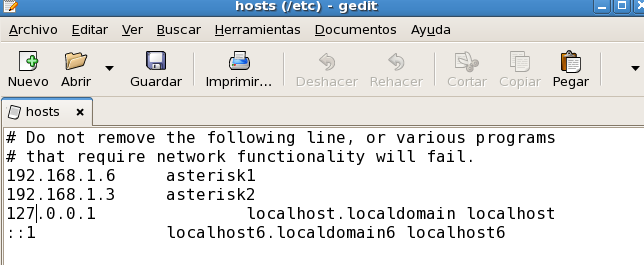 hosts (/etc) - gedit
Archivo Editar Ver Buscar Herramientas Documentos Ayuda
Nuevo Abrir Guardar Imprimir... Deshacer Rehacer Cortar Copiar Pegar
hosts
# Do not remove the following line, or various programs
# that require network functionality will fail.
192.168.1.6 asterisk1
192.168.1.3 asterisk2
127.0.0.1 localhost.localdomain localhost
::1 localhost6.localdomain6 localhost6